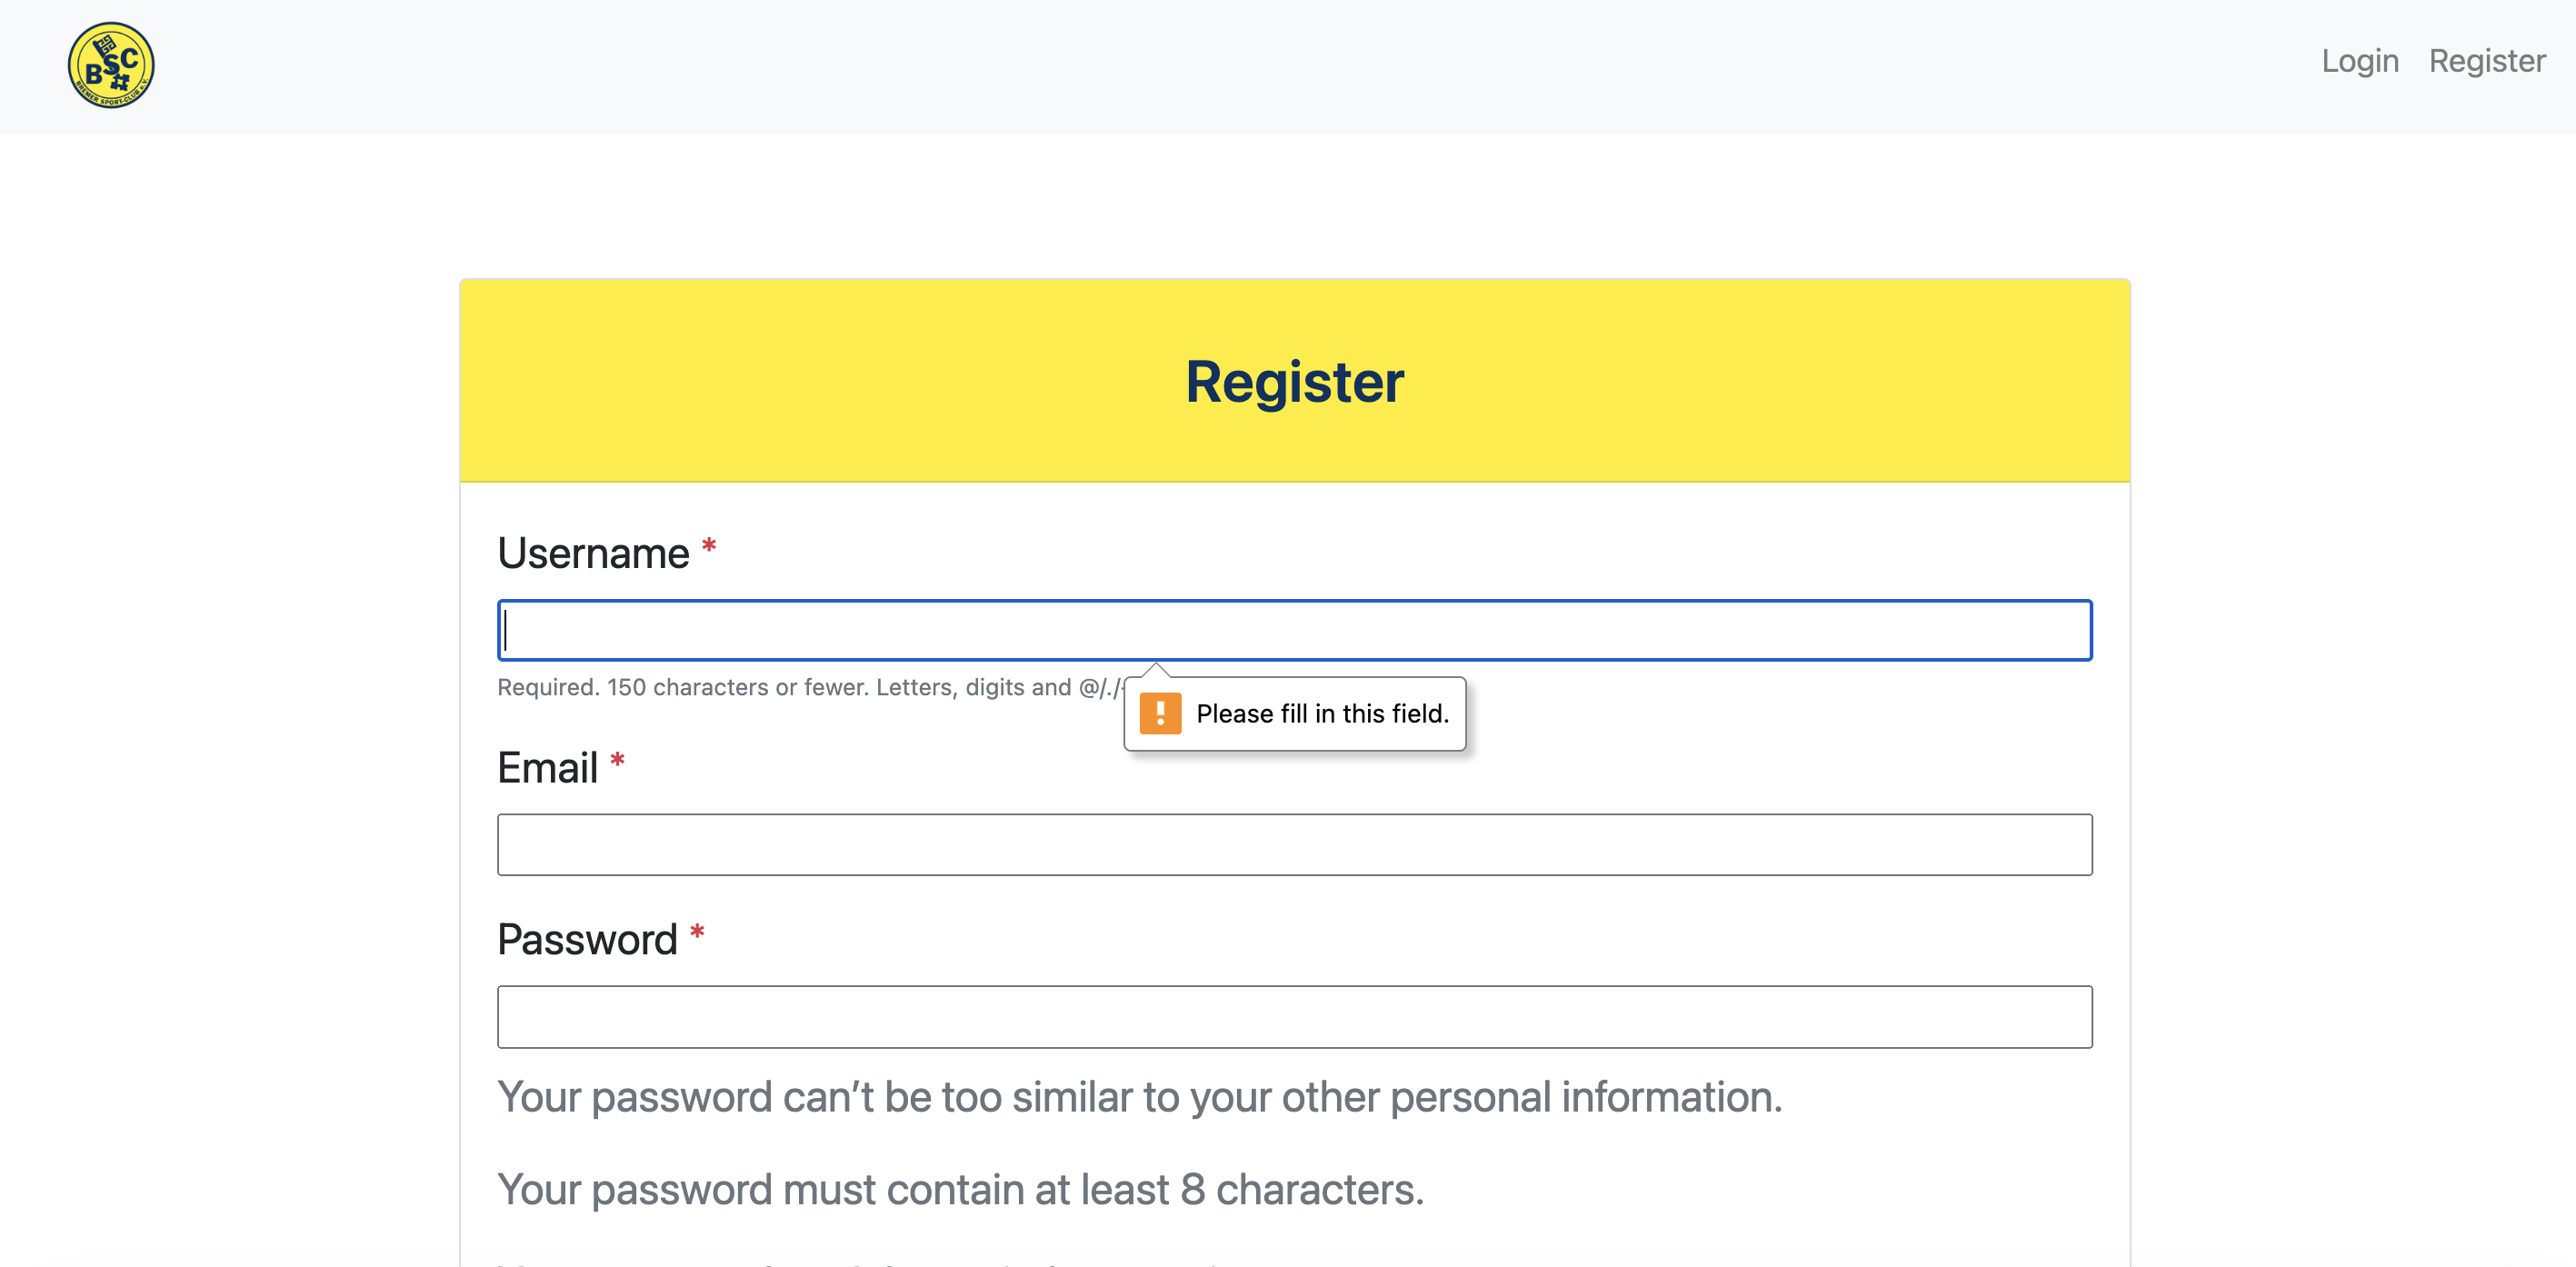 BSC
BREMER SPORT-CLUB e.V.
Login Register
Register
Username *
Required. 150 characters or fewer. Letters, digits and @/./
Please fill in this field.
Email *
Password *
Your password can’t be too similar to your other personal information.
Your password must contain at least 8 characters.